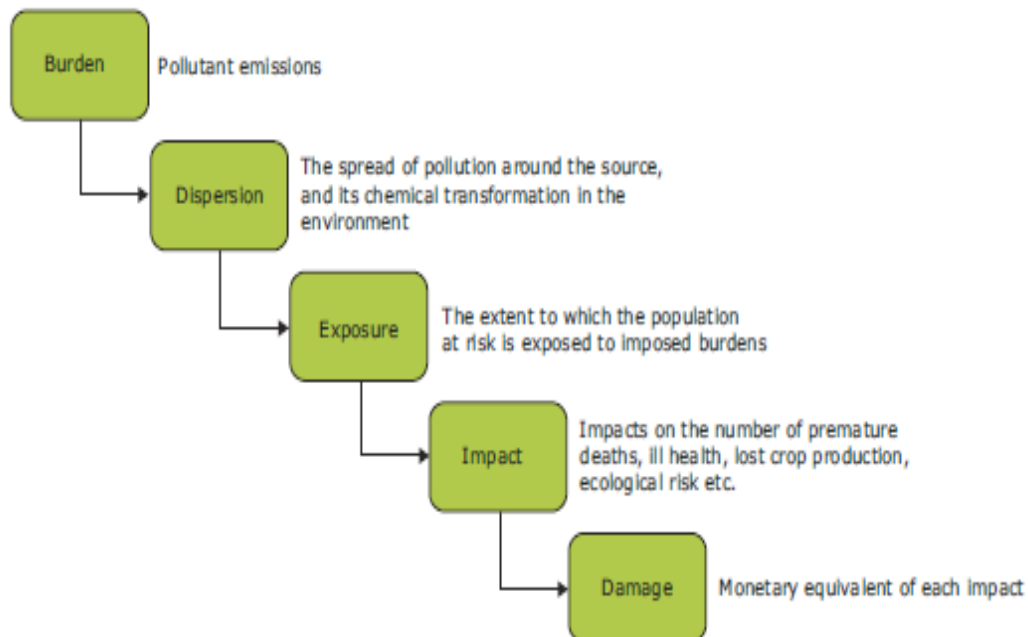 Burden
Pollutant emissions
Dispersion
The spread of pollution around the source,
and its chemical transformation in the
environment
Exposure
The extent to which the population
at risk is exposed to imposed burdens
Impact
Impacts on the number of premature
deaths, ill health, lost crop production,
ecological risk etc.
Damage
Monetary equivalent of each impact